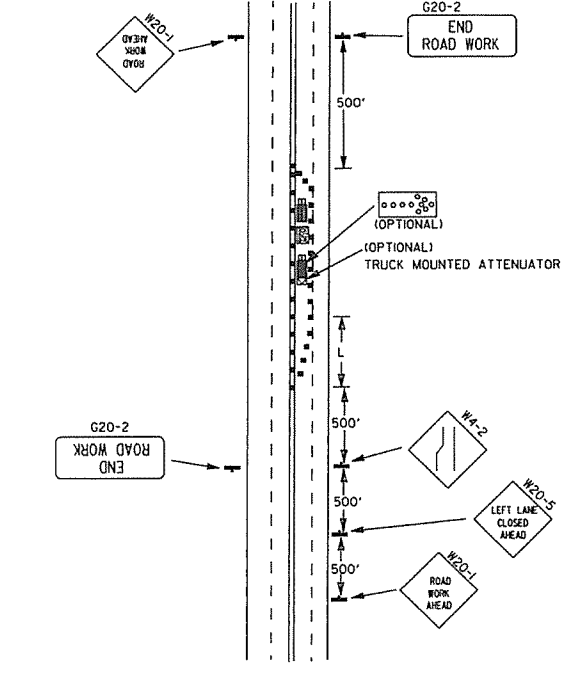 W20-1
ROAD
WORK
AHEAD
G20-2
END
ROAD WORK
500'
(OPTIONAL)
(OPTIONAL)
TRUCK MOUNTED ATTENUATOR
L
G20-2
END
ROAD WORK
500'
W4-2
500'
W20-5
LEFT LANE
CLOSED
AHEAD
500'
W20-1
ROAD
WORK
AHEAD